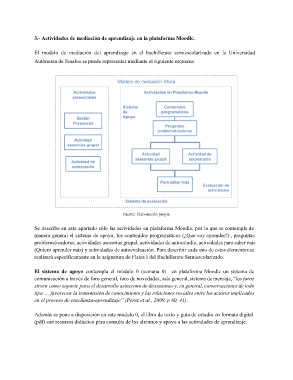 3.- Actividades de mediación de aprendizaje en la plataforma Moodle.
El modelo de mediación del aprendizaje en el bachillerato semiescolarizado en la Universidad
Autónoma de Sinaloa se puede representar mediante el siguiente esquema:
Modelo de mediación Mixta
Actividades presenciales
Sesión Presencial
Actividad asesorías grupal
Actividad de autoestudio
Sistema de Apoyo
Actividades en Plataforma Moodle
Contenidos programáticos
Preguntas problematizadoras
Actividad asesorías grupal
Actividad de autoestudio
Para saber más
Evaluación de actividades
Sistema de evaluación
Fuente: Elaboración propia
Se describe en este apartado sólo las actividades en plataforma Moodle, por lo que se contempla de
manera general el sistema de apoyo, los contenidos programáticos (¿Que voy aprender?), preguntas
problematizadoras, actividades asesorías grupal, actividades de autoestudio, actividades para saber más
(Quiero aprender más) y actividades de autoevaluación. Para describir cada uno de estos elementos se
realizará específicamente en la asignatura de Física I del Bachillerato Semiescolarizado.
El sistema de apoyo contempla el módulo 0 (semana 0) en plataforma Moodle un sistema de
comunicación a través de foro general, foro de novedades, sala general, sistema de mensaje, "Los foros
sirven como soporte para el desarrollo asíncrono de discusiones y, en general, conversaciones de todo
tipo ... favorecen la transmisión de conocimiento y las relaciones sociales entre los actores implicados
en el proceso de enseñanza-aprendizaje" (Pérez et al., 2009, p 40, 41).
Además se pone a disposición en este módulo 0, el libro de texto y guía de estudio en formato digital
(pdf) son recursos didáctico para consulta de los alumnos y apoyo a las actividades de aprendizaje.